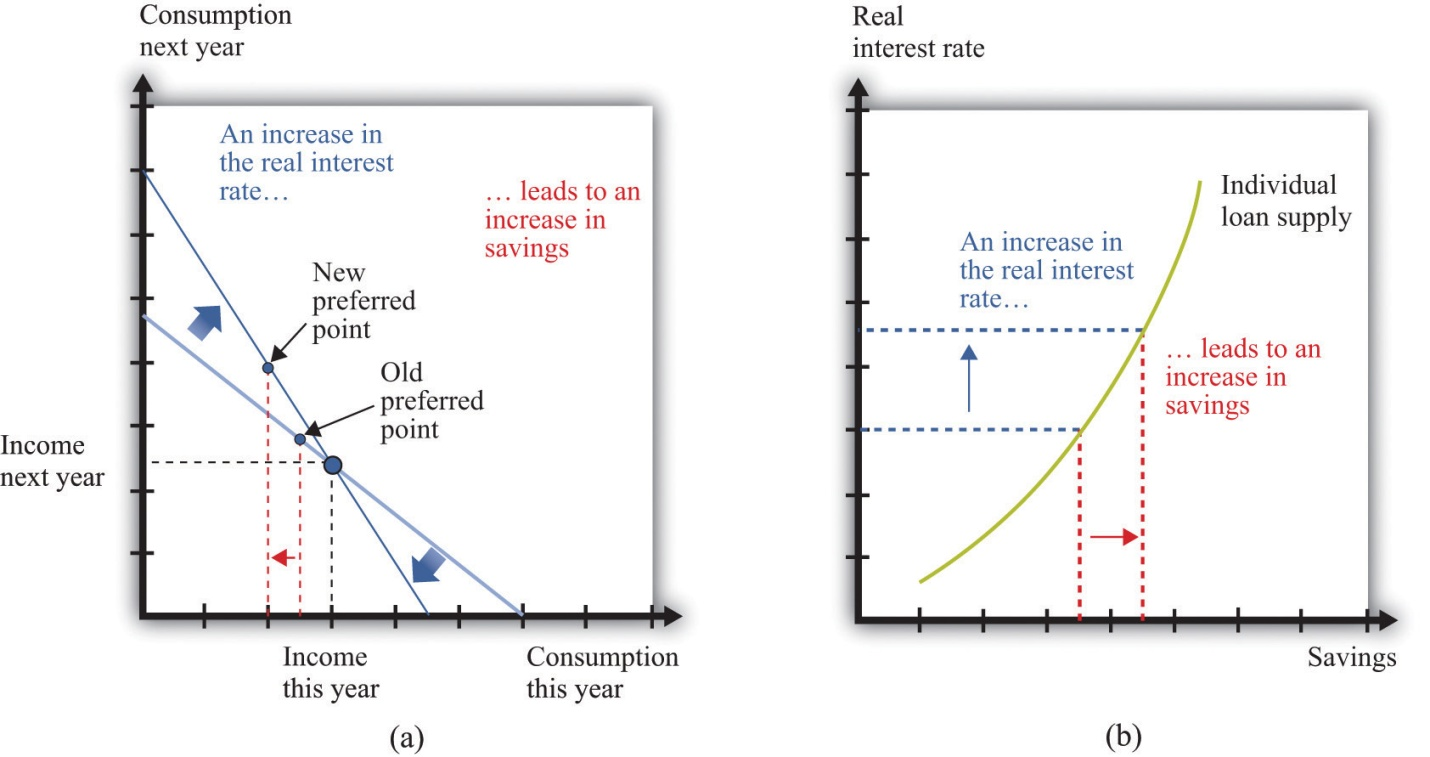 Consumption
next year
An increase in
the real interest
rate…
… leads to an
increase in
savings
New
preferred
point
Old
preferred
point
Income
next year
Income
this year
Consumption
this year
(a)
Real
interest rate
Individual
loan supply
An increase in
the real interest
rate…
… leads to an
increase in
savings
Savings
(b)